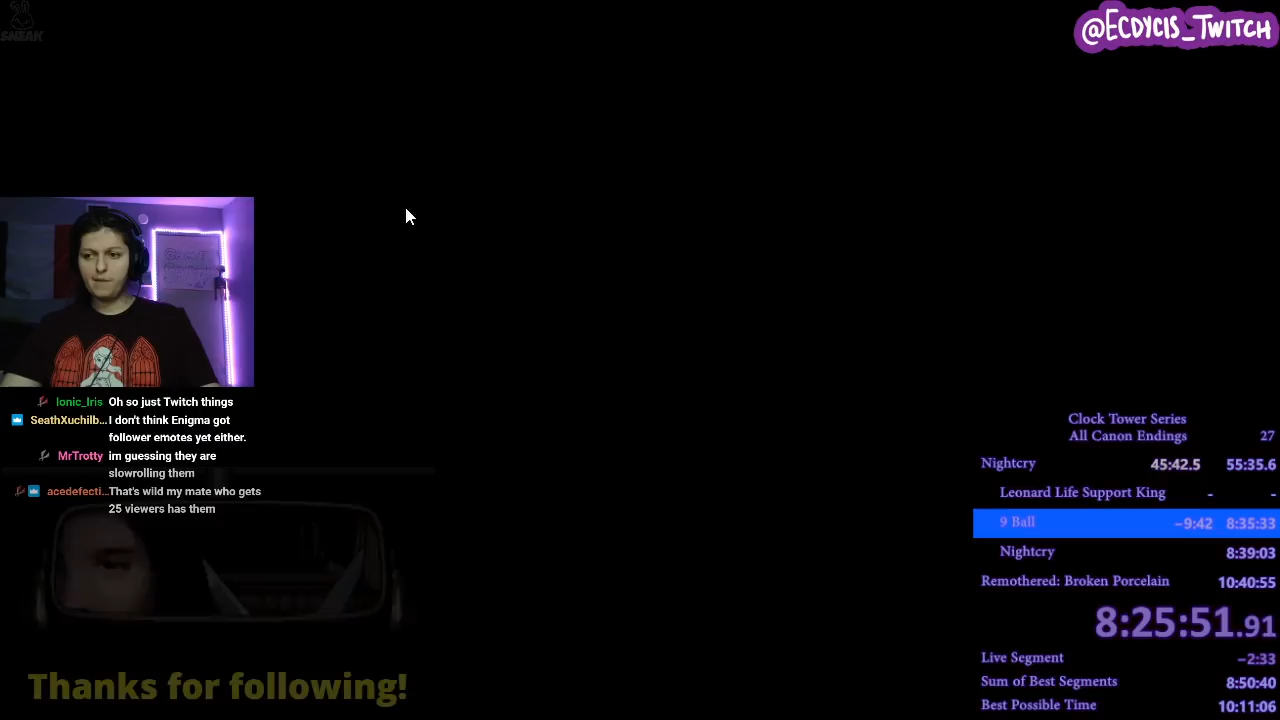 SNEAK
@ECDYCIS_TWITCH
Ionic_Iris Oh so just Twitch things
SeathXuchilb... I don't think Enigma got
follower emotes yet either.
MrTrotty im guessing they are
slowrolling them
acedefecti... That's wild my mate who gets
25 viewers has them
Thanks for following!
Clock Tower Series
All Canon Endings 27
Nightcry 45:42.5 55:35.6
Leonard Life Support King - -
9 Ball −9:42 8:35:33
Nightcry 8:39:03
Remothered: Broken Porcelain 10:40:55
8:25:51.91
Live Segment −2:33
Sum of Best Segments 8:50:40
Best Possible Time 10:11:06